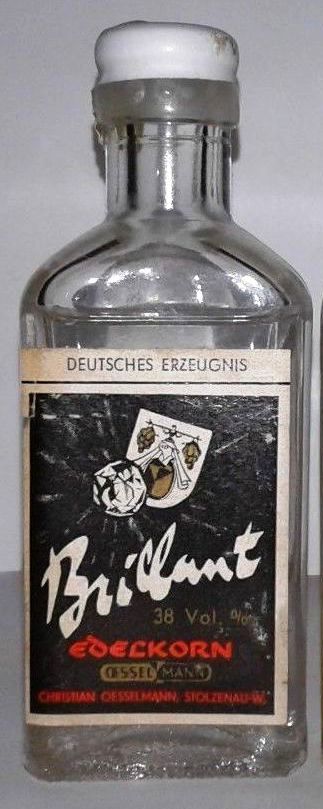 DEUTSCHES ERZEUGNIS
Brillant
38 Vol. %
EDELKORN
OESSELMANN
CHRISTIAN OESSELMANN, STOLZENAU-W.